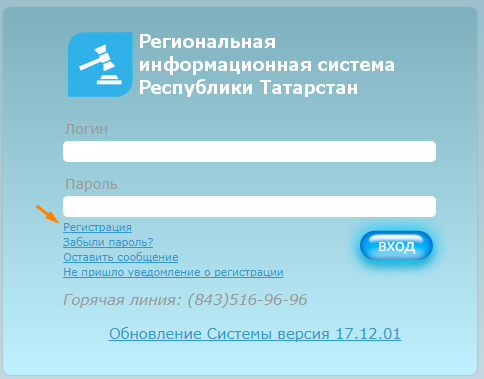 Региональная
информационная система
Республики Татарстан
Логин
Пароль
Регистрация
Забыли пароль?
Оставить сообщение
Не пришло уведомление о регистрации
ВХОД
Горячая линия: (843)516-96-96
Обновление Системы версия 17.12.01